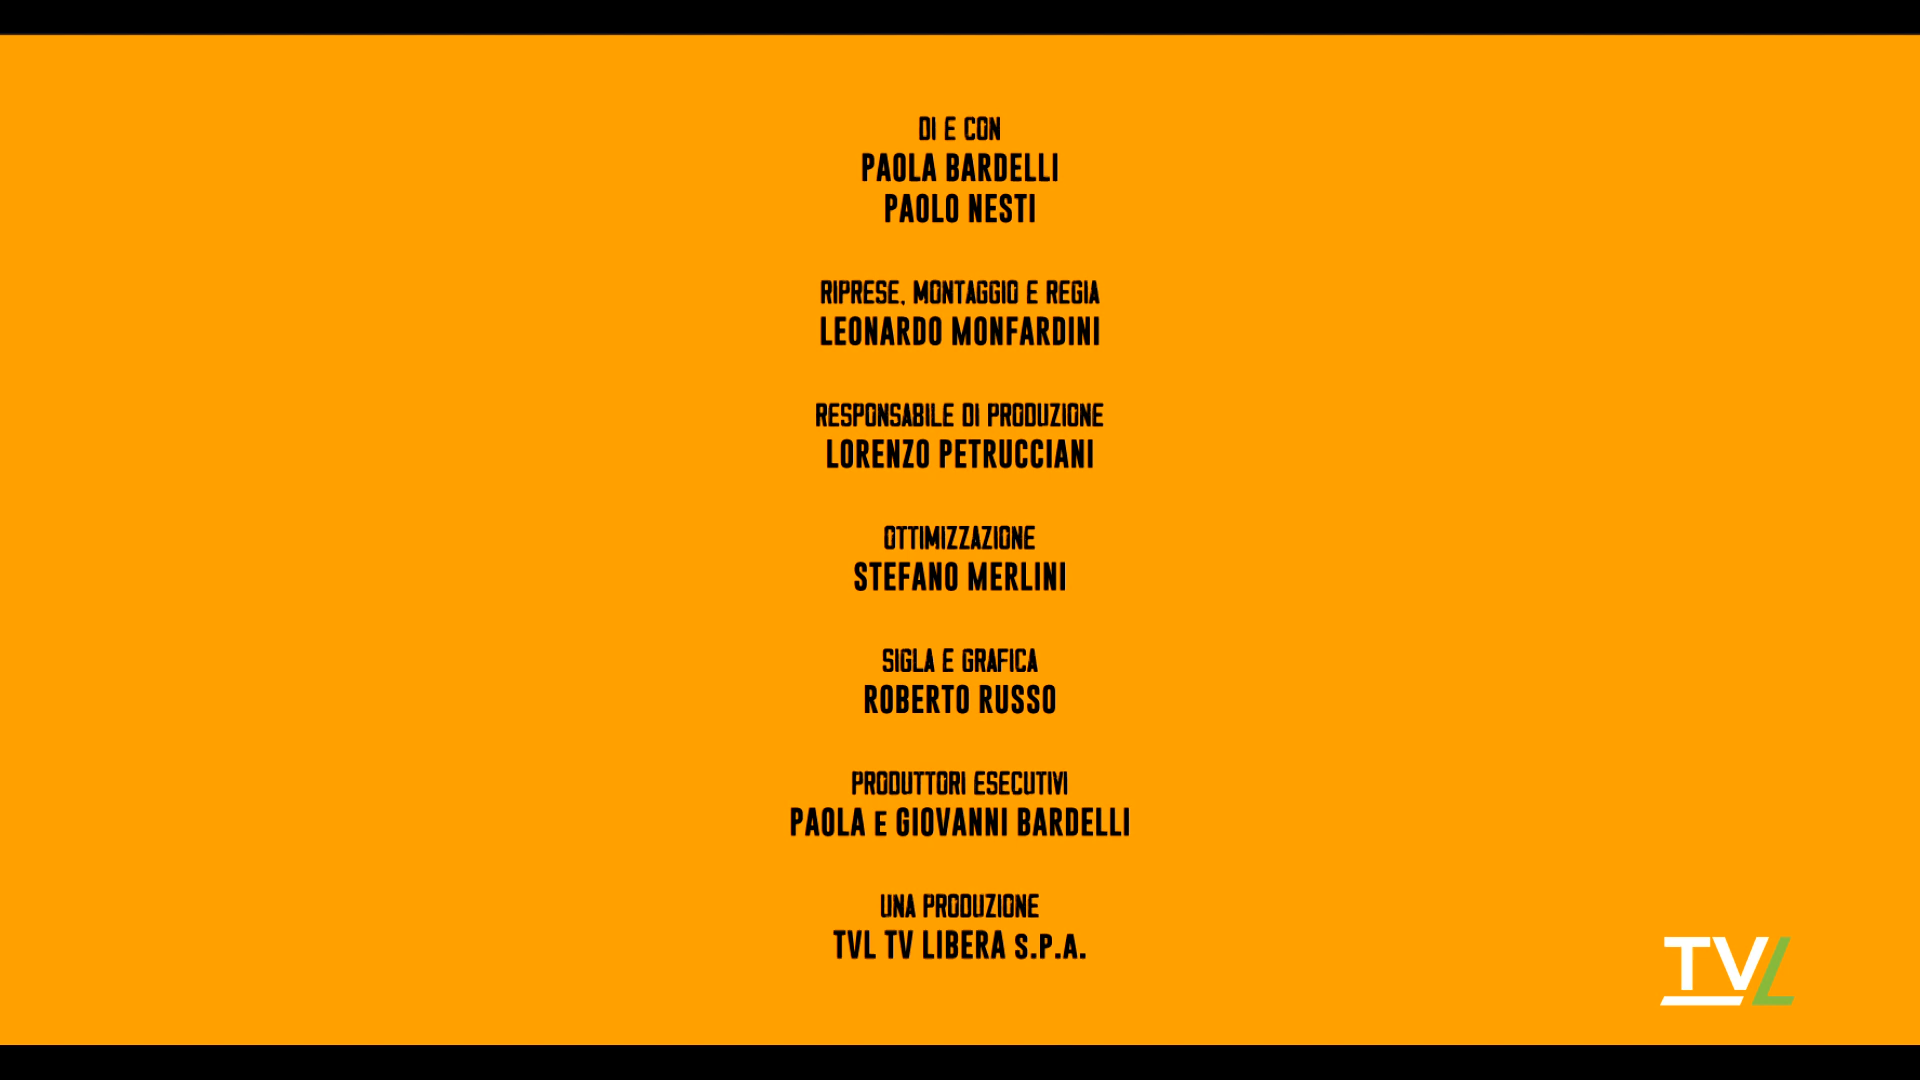 DI E CON
PAOLA BARDELLI
PAOLO NESTI
RIPRESE, MONTAGGIO E REGIA
LEONARDO MONFARDINI
RESPONSABILE DI PRODUZIONE
LORENZO PETRUCCIANI
OTTIMIZZAZIONE
STEFANO MERLINI
SIGLA E GRAFICA
ROBERTO RUSSO
PRODUTTORI ESECUTIVI
PAOLA E GIOVANNI BARDELLI
UNA PRODUZIONE
TVL TV LIBERA S.P.A.
TVL